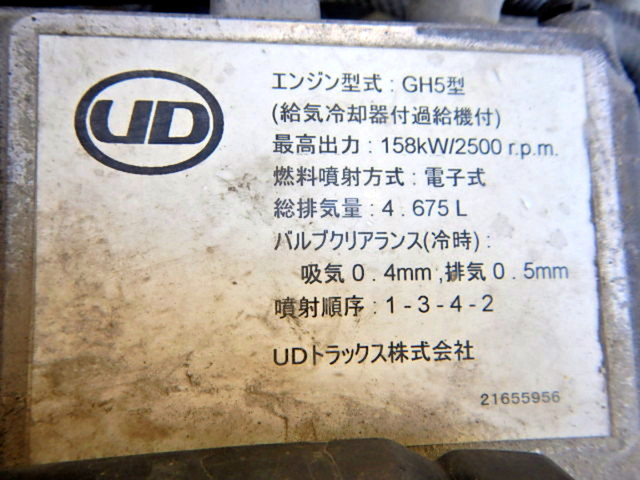 UD
エンジン型式 : GH5型
(給気冷却器付過給機付)
最高出力 : 158kW/2500 r.p.m.
燃料噴射方式 : 電子式
総排気量 : 4 . 675 L
バルブクリアランス(冷時) :
吸気 0 . 4mm ,排気 0 . 5mm
噴射順序 : 1 - 3 - 4 - 2
UDトラックス株式会社
21655956